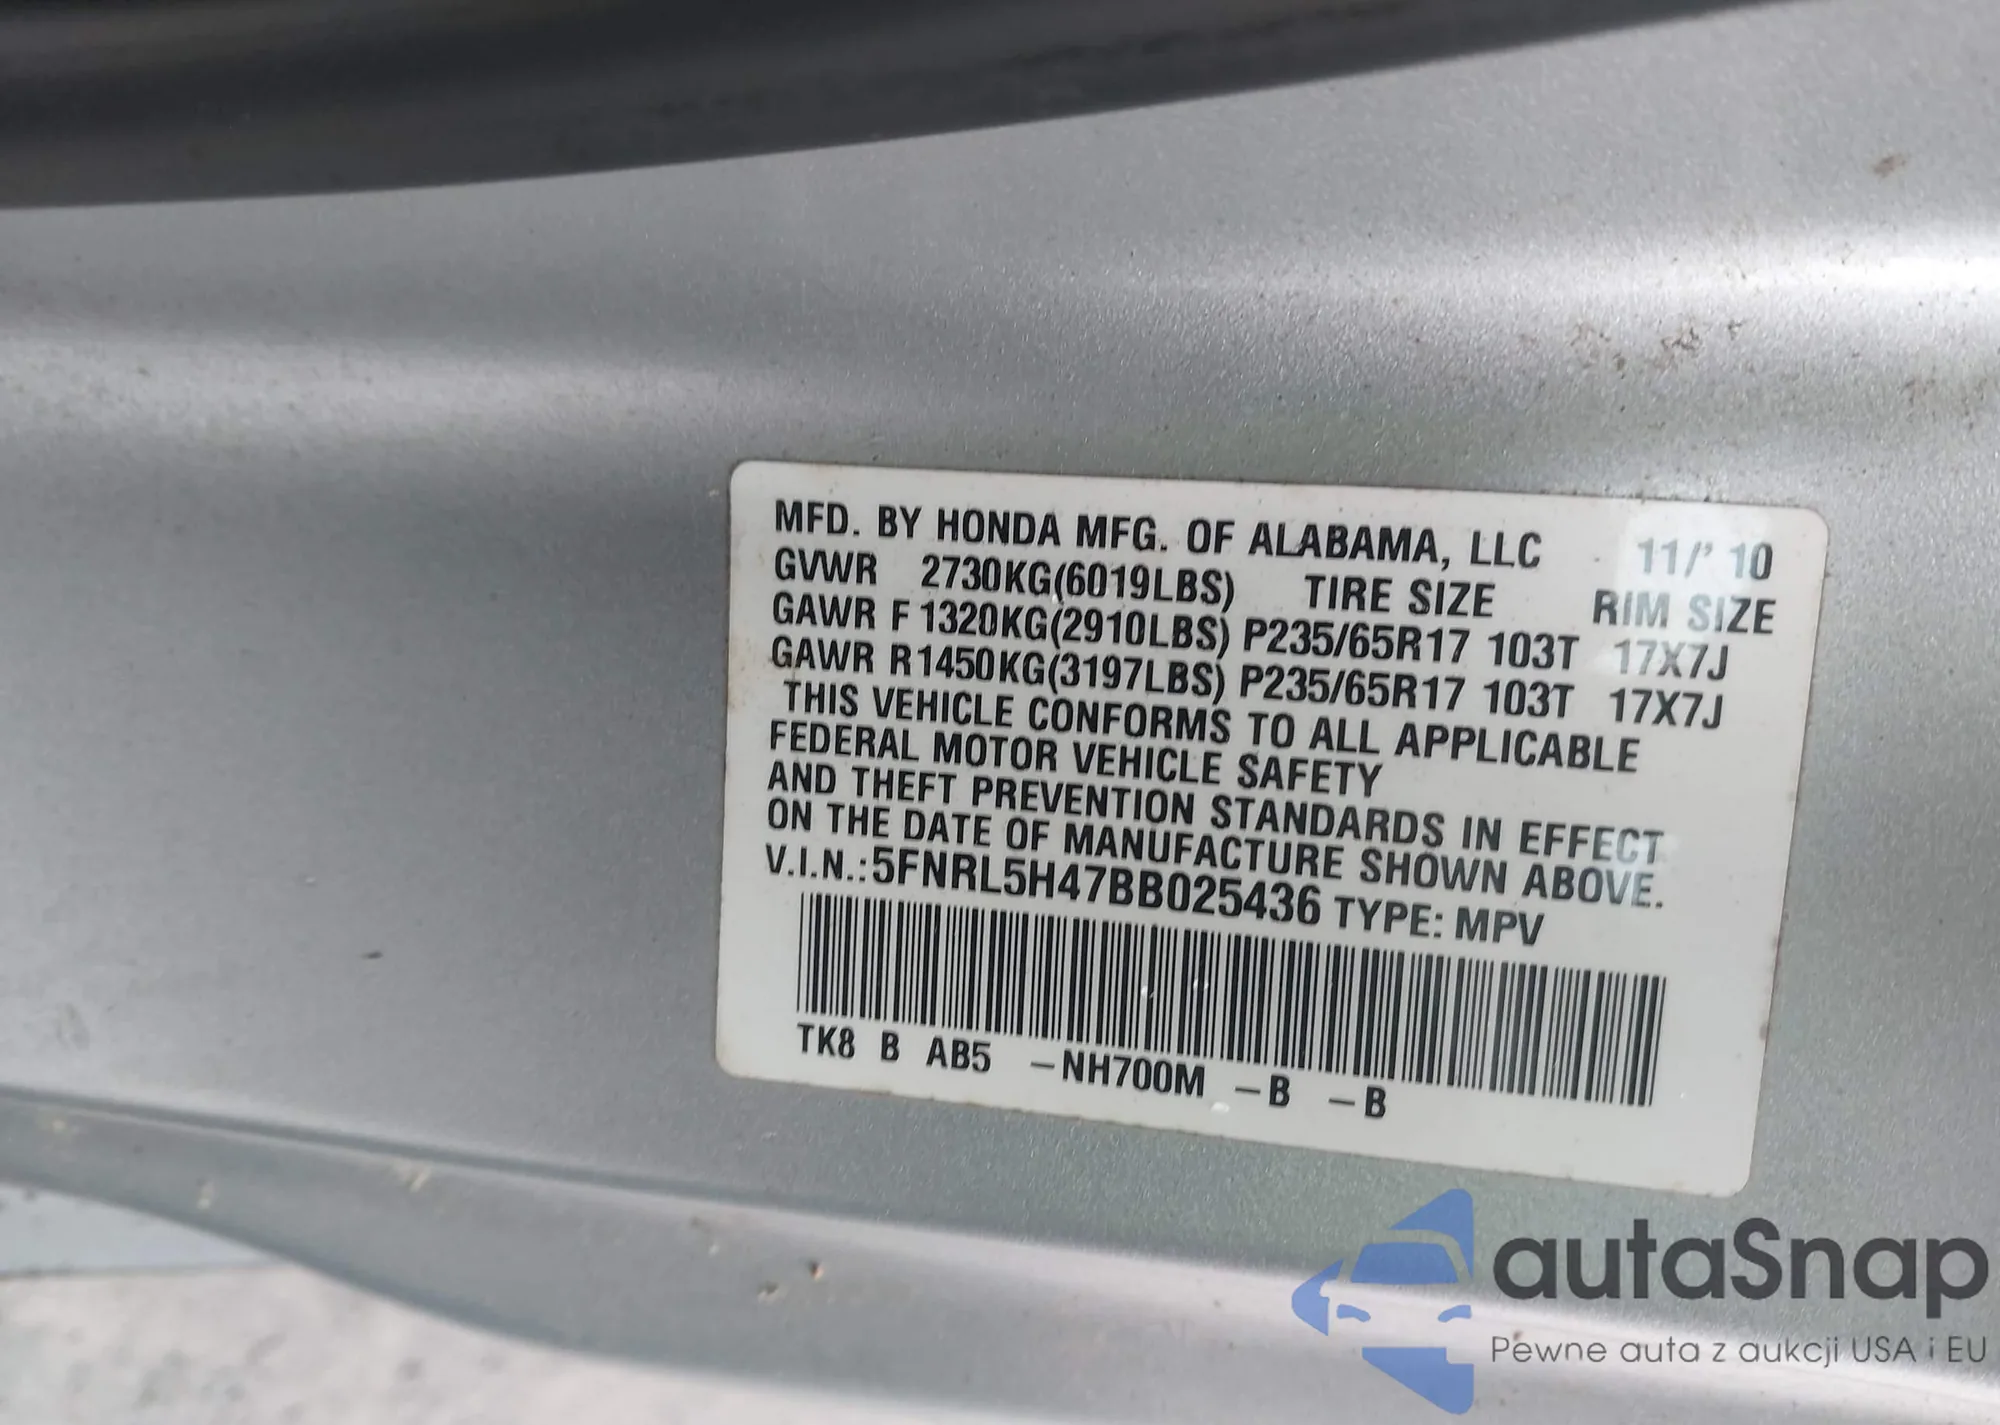 MFD. BY HONDA MFG. OF ALABAMA, LLC 11/' 10
GVWR 2730KG(6019LBS) TIRE SIZE RIM SIZE
GAWR F 1320KG(2910LBS) P235/65R17 103T 17X7J
GAWR R 1450KG(3197LBS) P235/65R17 103T 17X7J
THIS VEHICLE CONFORMS TO ALL APPLICABLE
FEDERAL MOTOR VEHICLE SAFETY
AND THEFT PREVENTION STANDARDS IN EFFECT
ON THE DATE OF MANUFACTURE SHOWN ABOVE.
V.I.N.:5FNRL5H47BB025436 TYPE: MPV
TK8 B AB5 –NH700M –B –B
autaSnap
Pewne auta z aukcji USA i EU